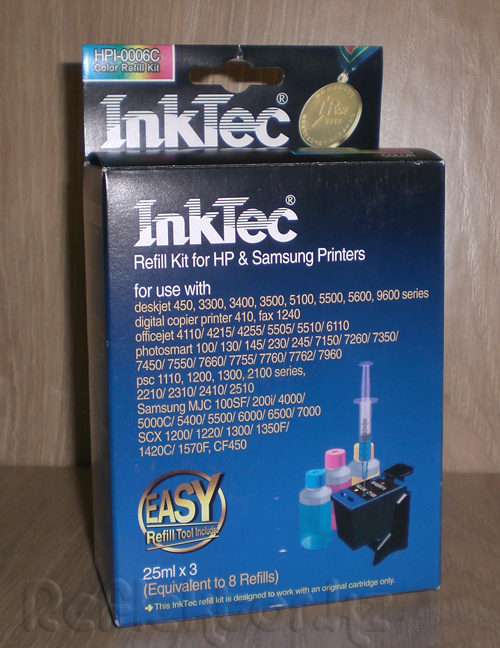 HPI-0006C
Color Refill Kit
InkTec®
InkTec®
Refill Kit for HP & Samsung Printers
for use with
deskjet 450, 3300, 3400, 3500, 5100, 5500, 5600, 9600 series
digital copier printer 410, fax 1240
officejet 4110/ 4215/ 4255/ 5505/ 5510/ 6110
photosmart 100/ 130/ 145/ 230/ 245/ 7150/ 7260/ 7350/
7450/ 7550/ 7660/ 7755/ 7760/ 7762/ 7960
psc 1110, 1200, 1300, 2100 series,
2210/ 2310/ 2410/ 2510
Samsung MJC 100SF/ 200i/ 4000/
5000C/ 5400/ 5500/ 6000/ 6500/ 7000
SCX 1200/ 1220/ 1300/ 1350F/
1420C/ 1570F, CF450
EASY
Refill Tool Include
25ml x 3
(Equivalent to 8 Refills)
This InkTec refill kit is designed to work with an original cartridge only.